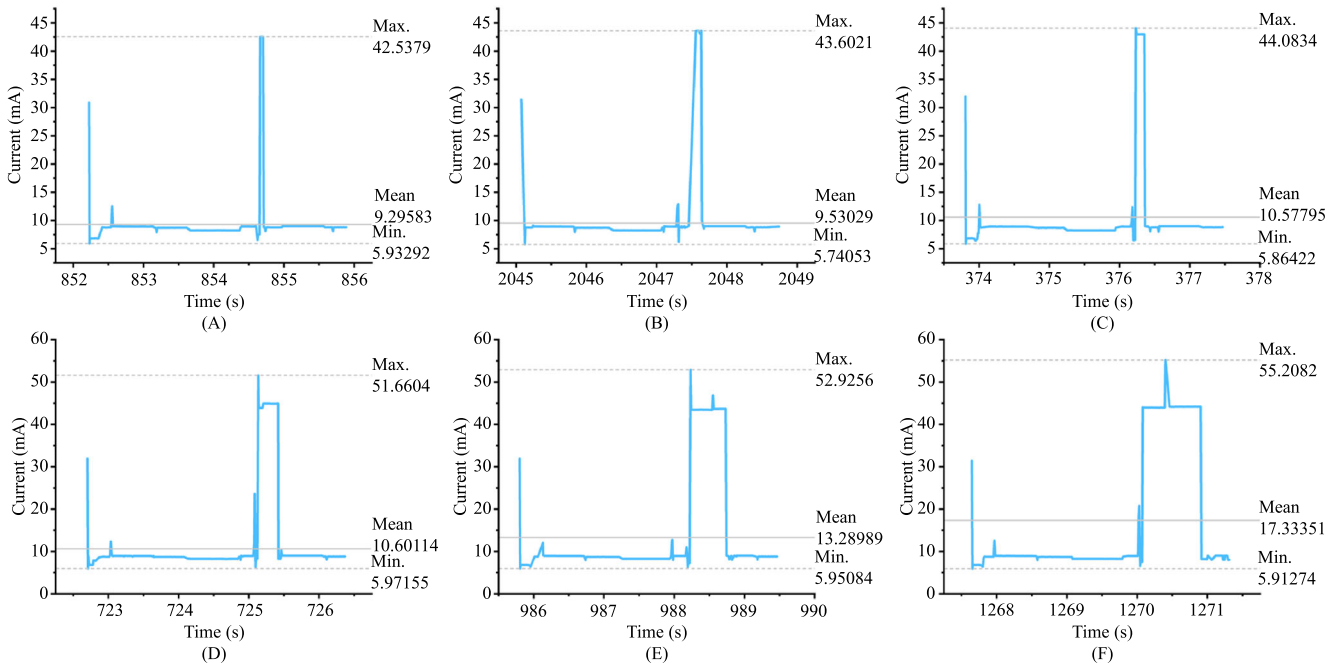 45
40
35
30
25
20
15
10
5
Current (mA)
852 853 854 855 856
Time (s)
(A)
Max.
42.5379
Mean
9.29583
Min.
5.93292
45
40
35
30
25
20
15
10
5
Current (mA)
2045 2046 2047 2048 2049
Time (s)
(B)
Max.
43.6021
Mean
9.53029
Min.
5.74053
45
40
35
30
25
20
15
10
5
Current (mA)
374 375 376 377 378
Time (s)
(C)
Max.
44.0834
Mean
10.57795
Min.
5.86422
60
50
40
30
20
10
0
Current (mA)
723 724 725 726
Time (s)
(D)
Max.
51.6604
Mean
10.60114
Min.
5.97155
60
50
40
30
20
10
0
Current (mA)
986 987 988 989 990
Time (s)
(E)
Max.
52.9256
Mean
13.28989
Min.
5.95084
60
50
40
30
20
10
0
Current (mA)
1268 1269 1270 1271
Time (s)
(F)
Max.
55.2082
Mean
17.33351
Min.
5.91274